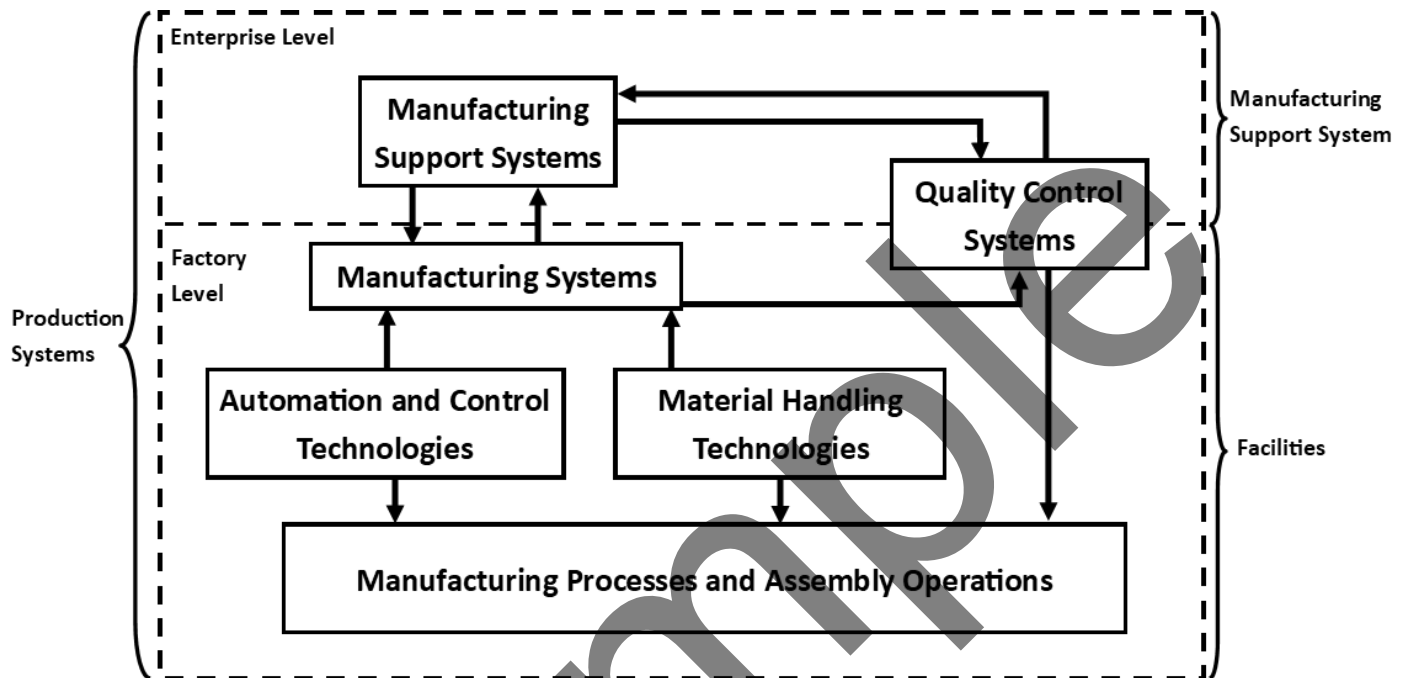 Enterprise Level
Manufacturing
Support Systems
Manufacturing
Support System
Quality Control
Systems
Factory
Level
Manufacturing Systems
Production
Systems
Automation and Control
Technologies
Material Handling
Technologies
Facilities
Manufacturing Processes and Assembly Operations
mple